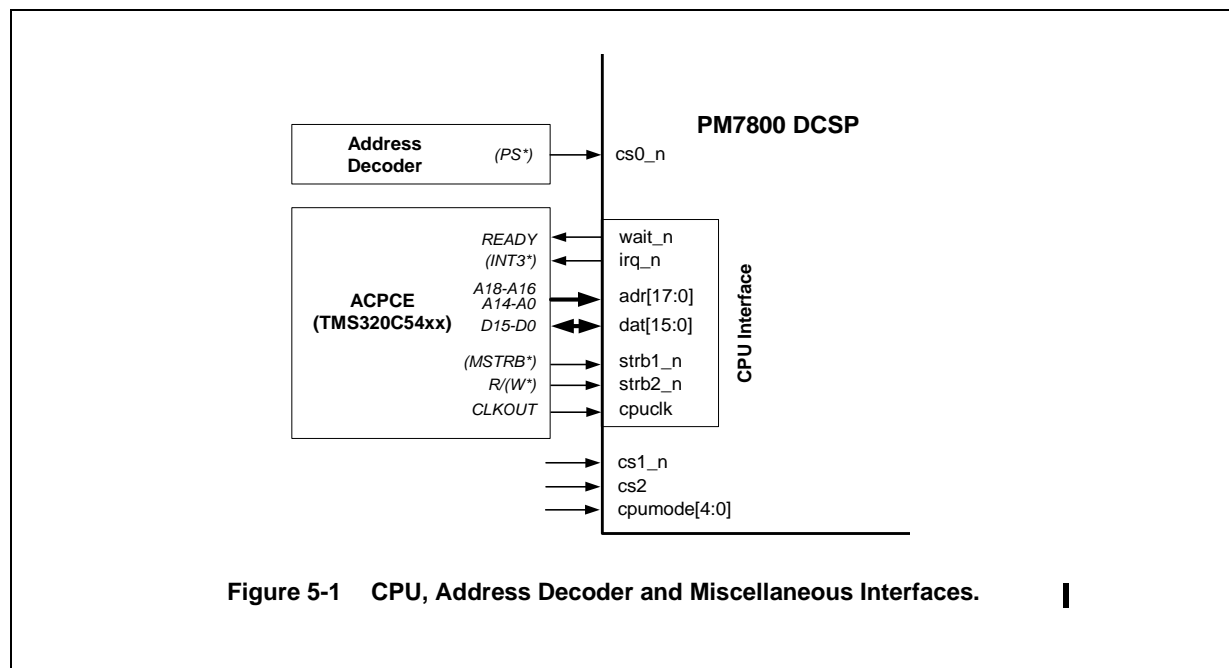 PM7800 DCSP
Address
Decoder
(PS*)
cs0_n
ACPCE
(TMS320C54xx)
READY
(INT3*)
A18-A16
A14-A0
D15-D0
(MSTRB*)
R/(W*)
CLKOUT
wait_n
irq_n
adr[17:0]
dat[15:0]
strb1_n
strb2_n
cpuclk
CPU Interface
cs1_n
cs2
cpumode[4:0]
Figure 5-1 CPU, Address Decoder and Miscellaneous Interfaces.